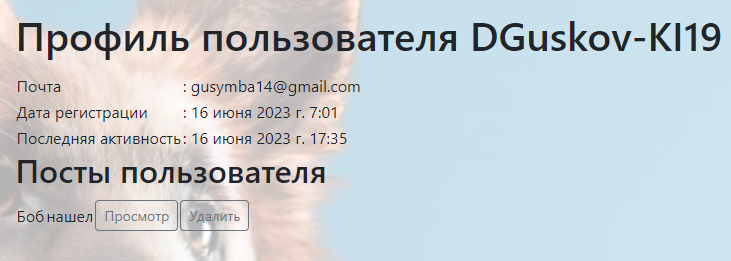 Профиль пользователя DGuskov-KI19
Почта : gusymba14@gmail.com
Дата регистрации : 16 июня 2023 г. 7:01
Последняя активность : 16 июня 2023 г. 17:35
Посты пользователя
Боб нашел Просмотр Удалить